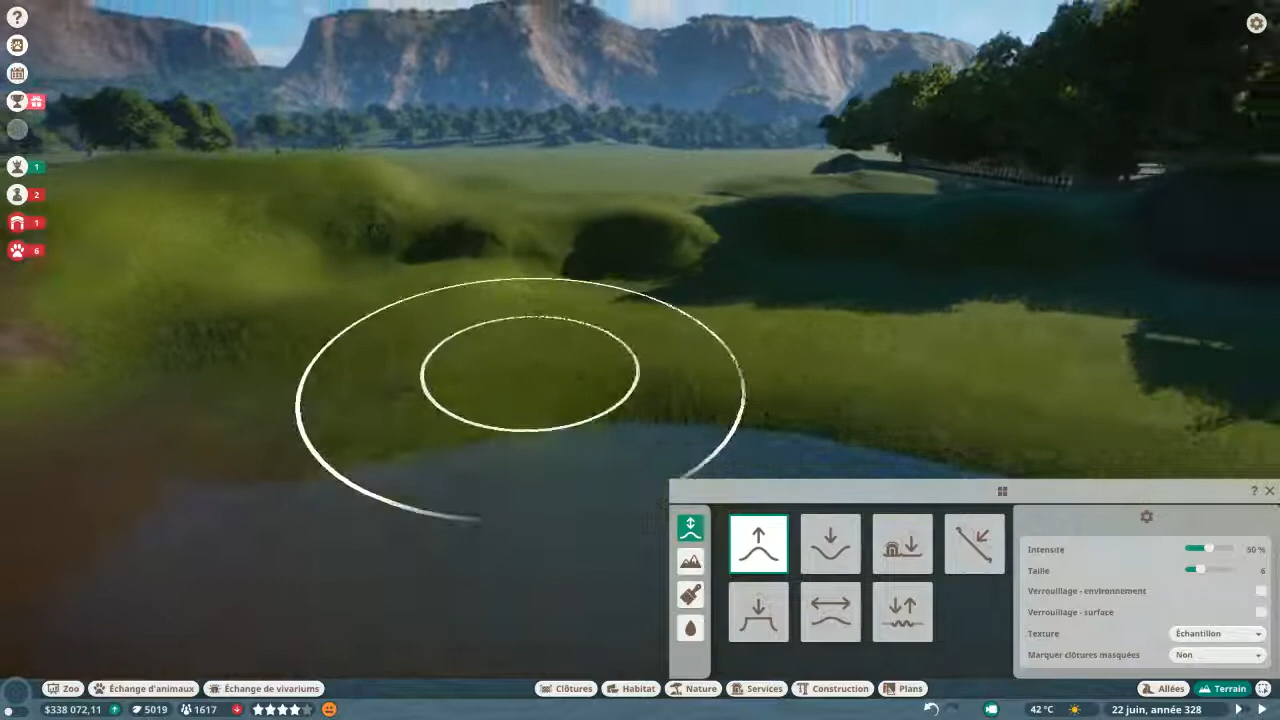 ?
1
2
1
6
?
Intensité 50 %
Taille 6
Verrouillage - environnement
Verrouillage - surface
Texture Échantillon
Marquer clôtures masquées Non
Zoo Échange d'animaux Échange de vivariums Clôtures Habitat Nature Services Construction Plans Allées Terrain
$338 072,11 5019 1617 42 °C 22 juin, année 328